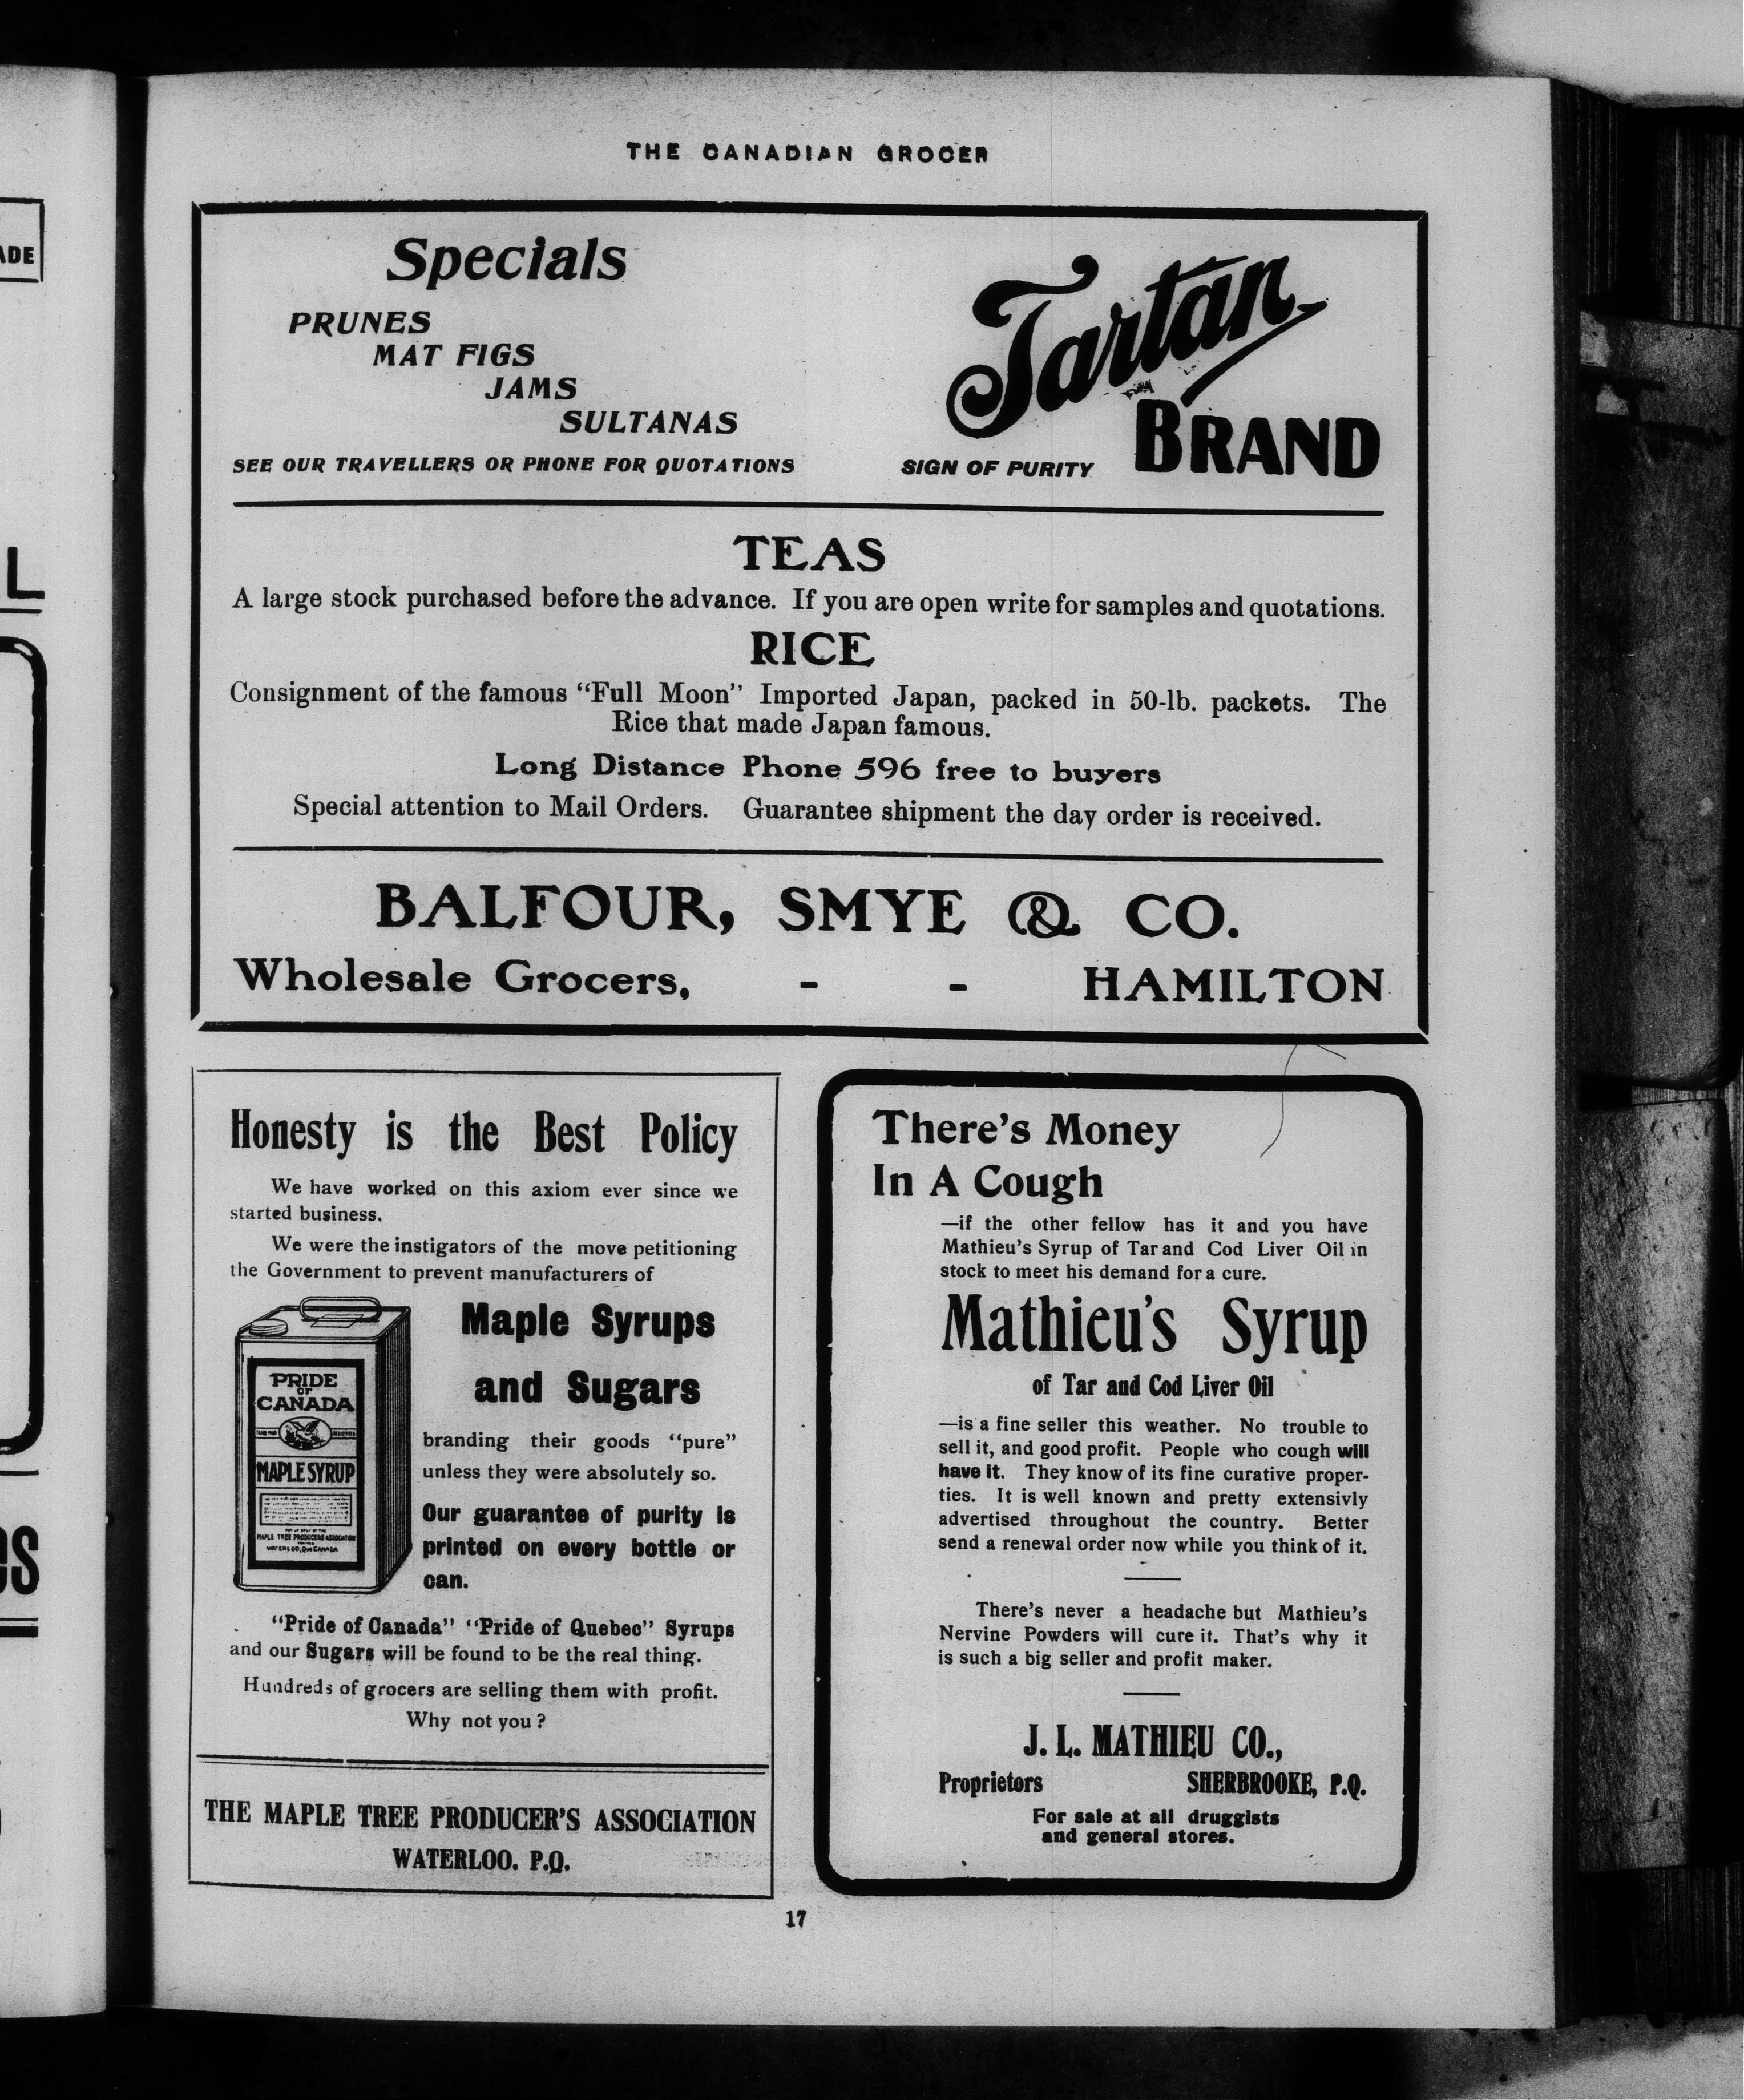 ADE
L
THE CANADIAN GROCER
Specials
PRUNES
MAT FIGS
JAMS
SULTANAS
SEE OUR TRAVELLERS OR PHONE FOR QUOTATIONS
Tartan
BRAND
SIGN OF PURITY
TEAS
A large stock purchased before the advance. If you are open write for samples and quotations.
RICE
Consignment of the famous "Full Moon" Imported Japan, packed in 50-lb. packets. The
Rice that made Japan famous.
Long Distance Phone 596 free to buyers
Special attention to Mail Orders. Guarantee shipment the day order is received.
BALFOUR, SMYE & CO.
Wholesale Grocers, - - HAMILTON
Honesty is the Best Policy
We have worked on this axiom ever since we
started business.
We were the instigators of the move petitioning
the Government to prevent manufacturers of
Maple Syrups
and Sugars
PRIDE
OF
CANADA
MAPLE SYRUP
MAPLE TREE PRODUCERS ASSOCIATION
WATERLOO, QUE CANADA
branding their goods "pure"
unless they were absolutely so.
Our guarantee of purity is
printed on every bottle or
can.
"Pride of Canada" "Pride of Quebec" Syrups
and our Sugars will be found to be the real thing.
Hundreds of grocers are selling them with profit.
Why not you?
THE MAPLE TREE PRODUCER'S ASSOCIATION
WATERLOO. P.Q.
There's Money
In A Cough
—if the other fellow has it and you have
Mathieu's Syrup of Tar and Cod Liver Oil in
stock to meet his demand for a cure.
Mathieu's Syrup
of Tar and Cod Liver Oil
—is a fine seller this weather. No trouble to
sell it, and good profit. People who cough will
have it. They know of its fine curative proper-
ties. It is well known and pretty extensivly
advertised throughout the country. Better
send a renewal order now while you think of it.
There's never a headache but Mathieu's
Nervine Powders will cure it. That's why it
is such a big seller and profit maker.
J. L. MATHIEU CO.,
Proprietors SHERBROOKE, P.Q.
For sale at all druggists
and general stores.
17